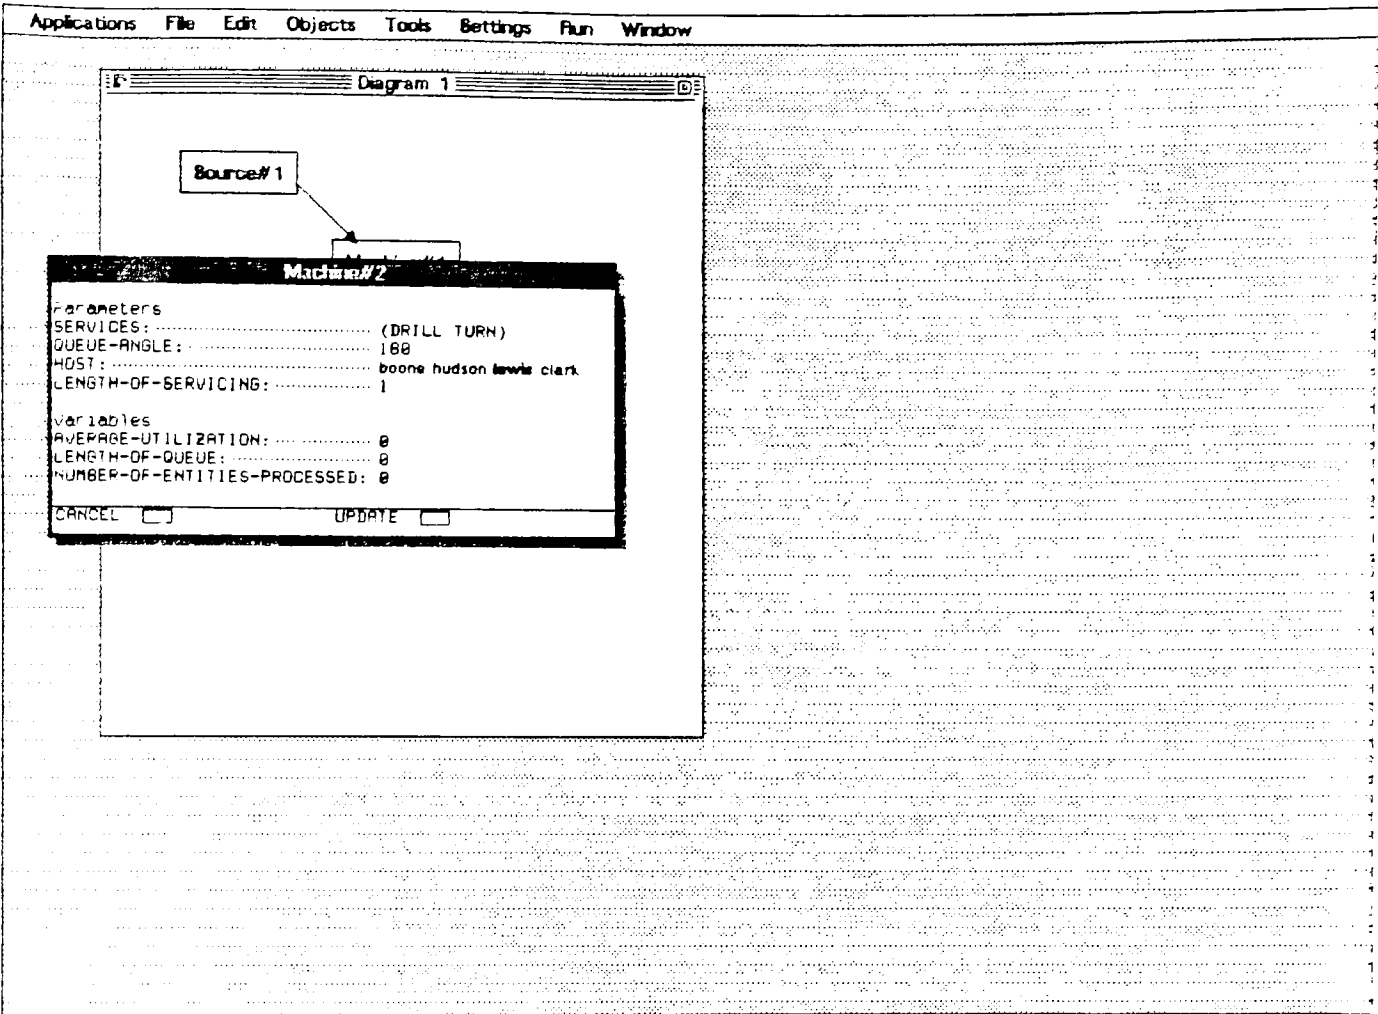 Applications File Edit Objects Tools Settings Run Window
Diagram 1
Source# 1
Machine#2
Parameters
SERVICES: (DRILL TURN)
QUEUE-ANGLE: 180
HOST: boone hudson lewis clark
LENGTH-OF-SERVICING: 1
Variables
AVERAGE-UTILIZATION: 0
LENGTH-OF-QUEUE: 0
NUMBER-OF-ENTITIES-PROCESSED: 0
CANCEL UPDATE